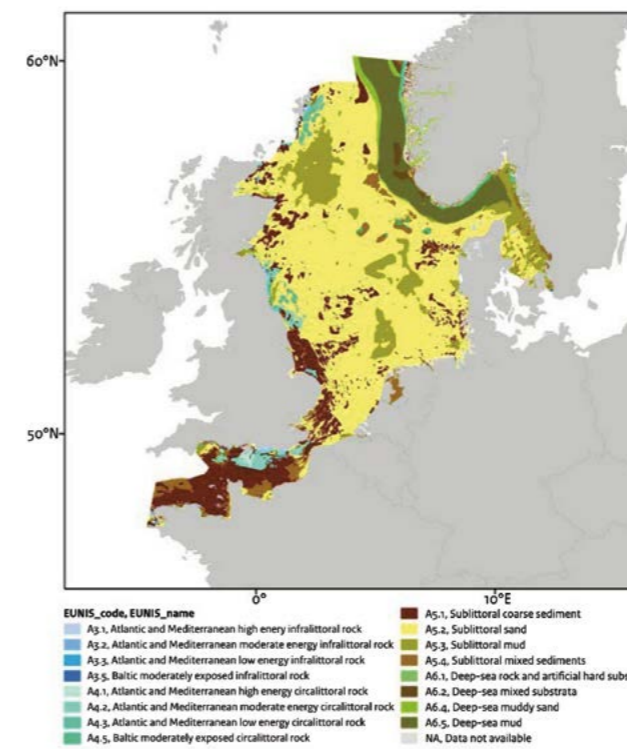 60°N
50°N
0°
10°E
EUNIS_code, EUNIS_name
A3.1, Atlantic and Mediterranean high enery infralittoral rock
A3.2, Atlantic and Mediterranean moderate energy infralittoral rock
A3.3, Atlantic and Mediterranean low energy infralittoral rock
A3.5, Baltic moderately exposed infralittoral rock
A4.1, Atlantic and Mediterranean high energy circalittoral rock
A4.2, Atlantic and Mediterranean moderate energy circalittoral rock
A4.3, Atlantic and Mediterranean low energy circalittoral rock
A4.5, Baltic moderately exposed circalittoral rock
A5.1, Sublittoral coarse sediment
A5.2, Sublittoral sand
A5.3, Sublittoral mud
A5.4, Sublittoral mixed sediments
A6.1, Deep-sea rock and artificial hard subs
A6.2, Deep-sea mixed substrata
A6.4, Deep-sea muddy sand
A6.5, Deep-sea mud
NA, Data not available